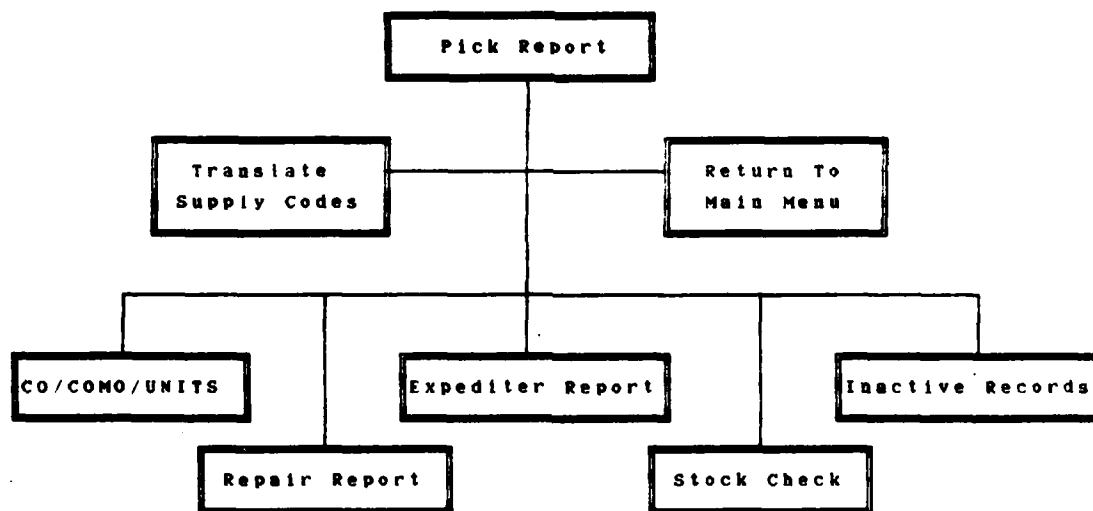 Pick Report
Translate
Supply Codes
Return To
Main Menu
CO/COMO/UNITS
Expediter Report
Inactive Records
Repair Report
Stock Check